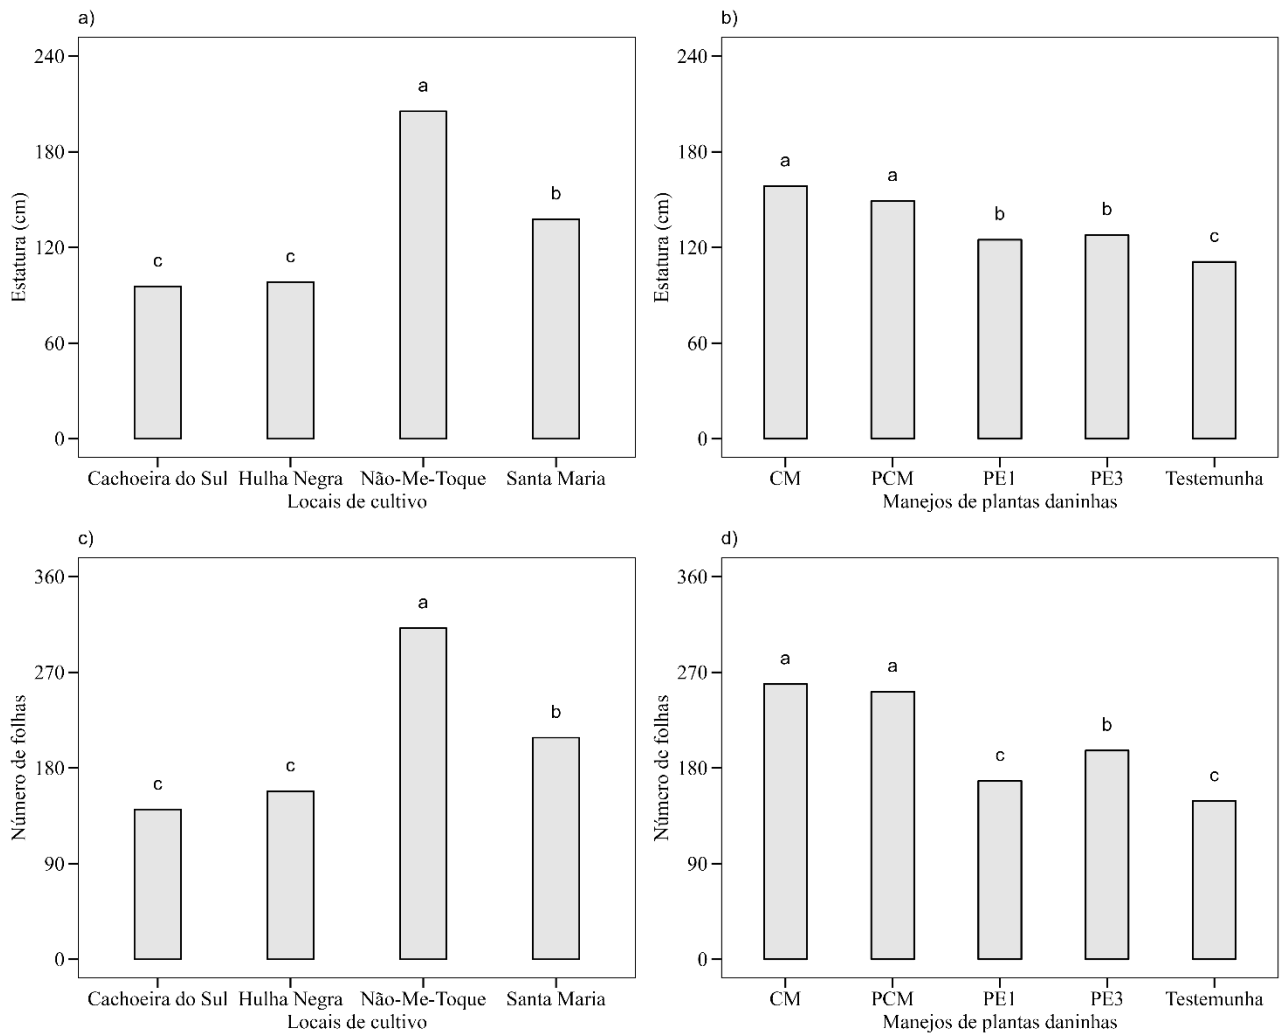 a)
240
180
120
60
0
Estatura (cm)
c
c
a
b
Cachoeira do Sul Hulha Negra Não-Me-Toque Santa Maria
Locais de cultivo
b)
240
180
120
60
0
Estatura (cm)
a
a
b
b
c
CM PCM PE1 PE3 Testemunha
Manejos de plantas daninhas
c)
360
270
180
90
0
Número de folhas
c
c
a
b
Cachoeira do Sul Hulha Negra Não-Me-Toque Santa Maria
Locais de cultivo
d)
360
270
180
90
0
Número de folhas
a
a
c
b
c
CM PCM PE1 PE3 Testemunha
Manejos de plantas daninhas